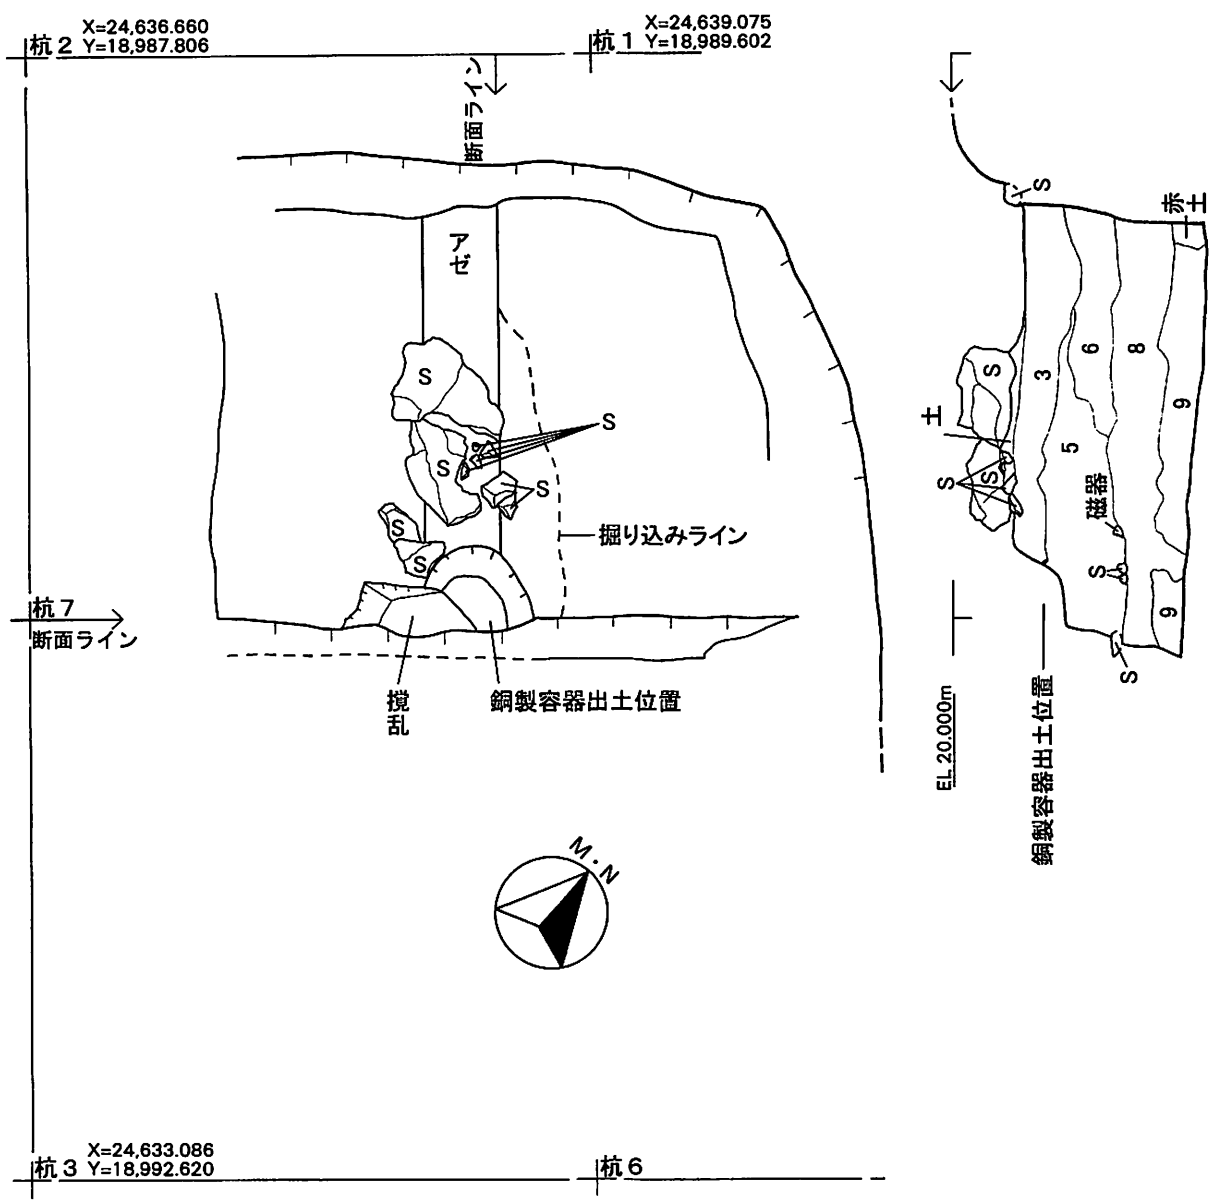 X=24,636.660
杭2 Y=18,987.806
X=24,639.075
杭1 Y=18,989.602
断面ライン
アゼ
S
S
S
S
S
S
掘り込みライン
杭7
断面ライン
撹乱
銅製容器出土位置
M・N
X=24,633.086
杭3 Y=18,992.620
杭6
S
赤土
S
3
6
8
9
土
5
S
S
磁器
S
9
S
EL 20.000m
銅製容器出土位置